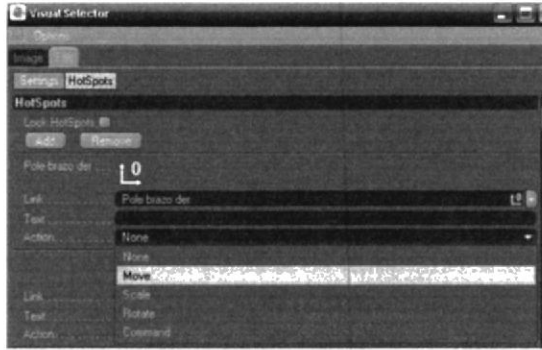 Visual Selector
Options
Image
Settings HotSpots
HotSpots
Lock HotSpots
Add Remove
Pole brazo der
Link Pole brazo der
Text
Action None
None
Move
Link Scale
Text Rotate
Action Command